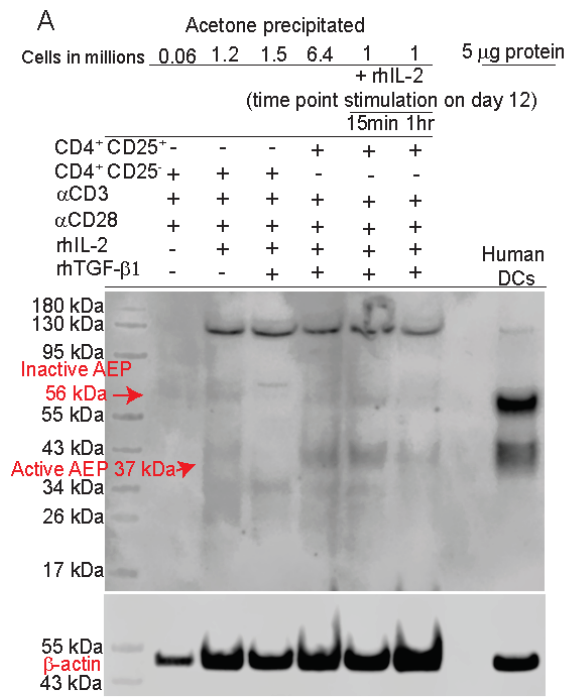 A
Acetone precipitated
Cells in millions 0.06 1.2 1.5 6.4 1 1 5 μg protein
+ rhIL-2
(time point stimulation on day 12)
15min 1hr
CD4⁺ CD25⁺ - - - + + +
CD4⁺ CD25⁻ + + + - - -
αCD3 + + + + + +
αCD28 + + + + + +
rhIL-2 - + + + + +
rhTGF-β1 - - + + + +
Human
DCs
180 kDa
130 kDa
95 kDa
Inactive AEP
56 kDa
55 kDa
43 kDa
Active AEP 37 kDa
34 kDa
26 kDa
17 kDa
55 kDa
β-actin
43 kDa